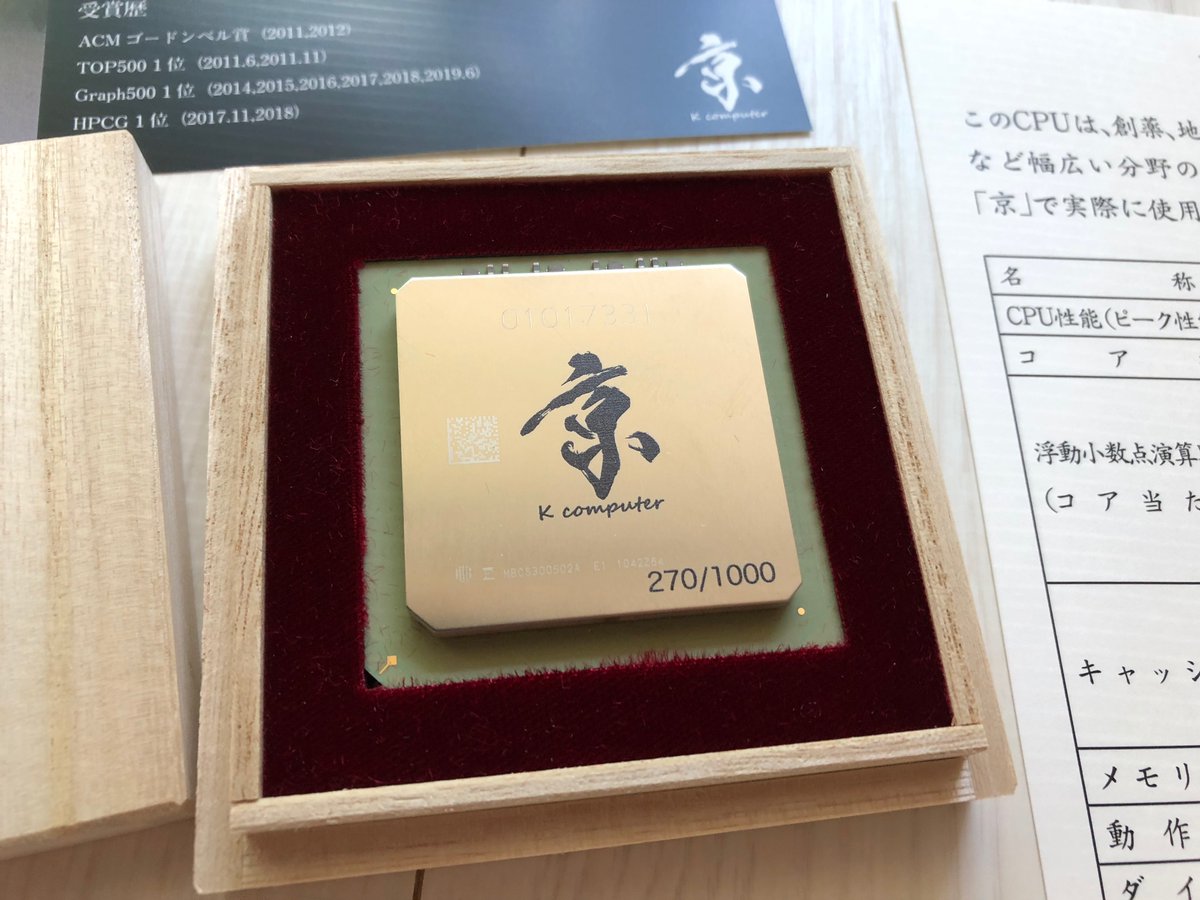 受賞歴
ACM ゴードンベル賞（2011,2012）
TOP500 1 位（2011.6,2011.11）
Graph500 1 位（2014,2015,2016,2017,2018,2019.6）
HPCG 1 位（2017.11,2018）
京
K computer
01017331
京
K computer
270/1000
このCPUは、創薬、地
など幅広い分野の
「京」で実際に使用
名 称
CPU性能（ピーク性
コ ア
浮動小数点演算
（コ ア 当 た
キャッシ
メモリ
動 作
ダ イ